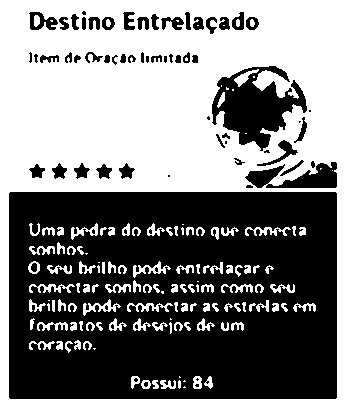 Destino Entrelaçado
Item de Oração limitada
Uma pedra do destino que conecta
sonhos.
O seu brilho pode entrelaçar e
conectar sonhos, assim como seu
brilho pode conectar as estrelas em
formatos de desejos de um
coração.
Possui: 84